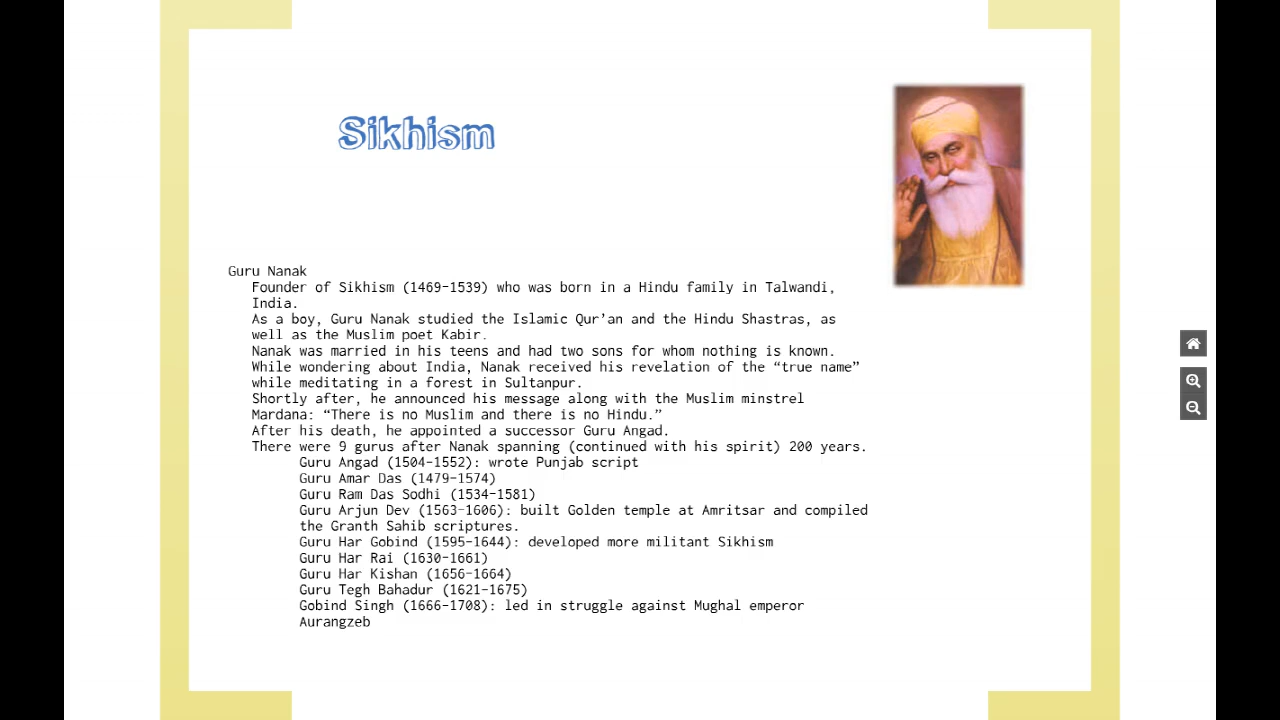 Sikhism
Guru Nanak
Founder of Sikhism (1469-1539) who was born in a Hindu family in Talwandi,
India.
As a boy, Guru Nanak studied the Islamic Qur’an and the Hindu Shastras, as
well as the Muslim poet Kabir.
Nanak was married in his teens and had two sons for whom nothing is known.
While wondering about India, Nanak received his revelation of the “true name”
while meditating in a forest in Sultanpur.
Shortly after, he announced his message along with the Muslim minstrel
Mardana: “There is no Muslim and there is no Hindu.”
After his death, he appointed a successor Guru Angad.
There were 9 gurus after Nanak spanning (continued with his spirit) 200 years.
Guru Angad (1504-1552): wrote Punjab script
Guru Amar Das (1479-1574)
Guru Ram Das Sodhi (1534-1581)
Guru Arjun Dev (1563-1606): built Golden temple at Amritsar and compiled
the Granth Sahib scriptures.
Guru Har Gobind (1595-1644): developed more militant Sikhism
Guru Har Rai (1630-1661)
Guru Har Kishan (1656-1664)
Guru Tegh Bahadur (1621-1675)
Gobind Singh (1666-1708): led in struggle against Mughal emperor
Aurangzeb